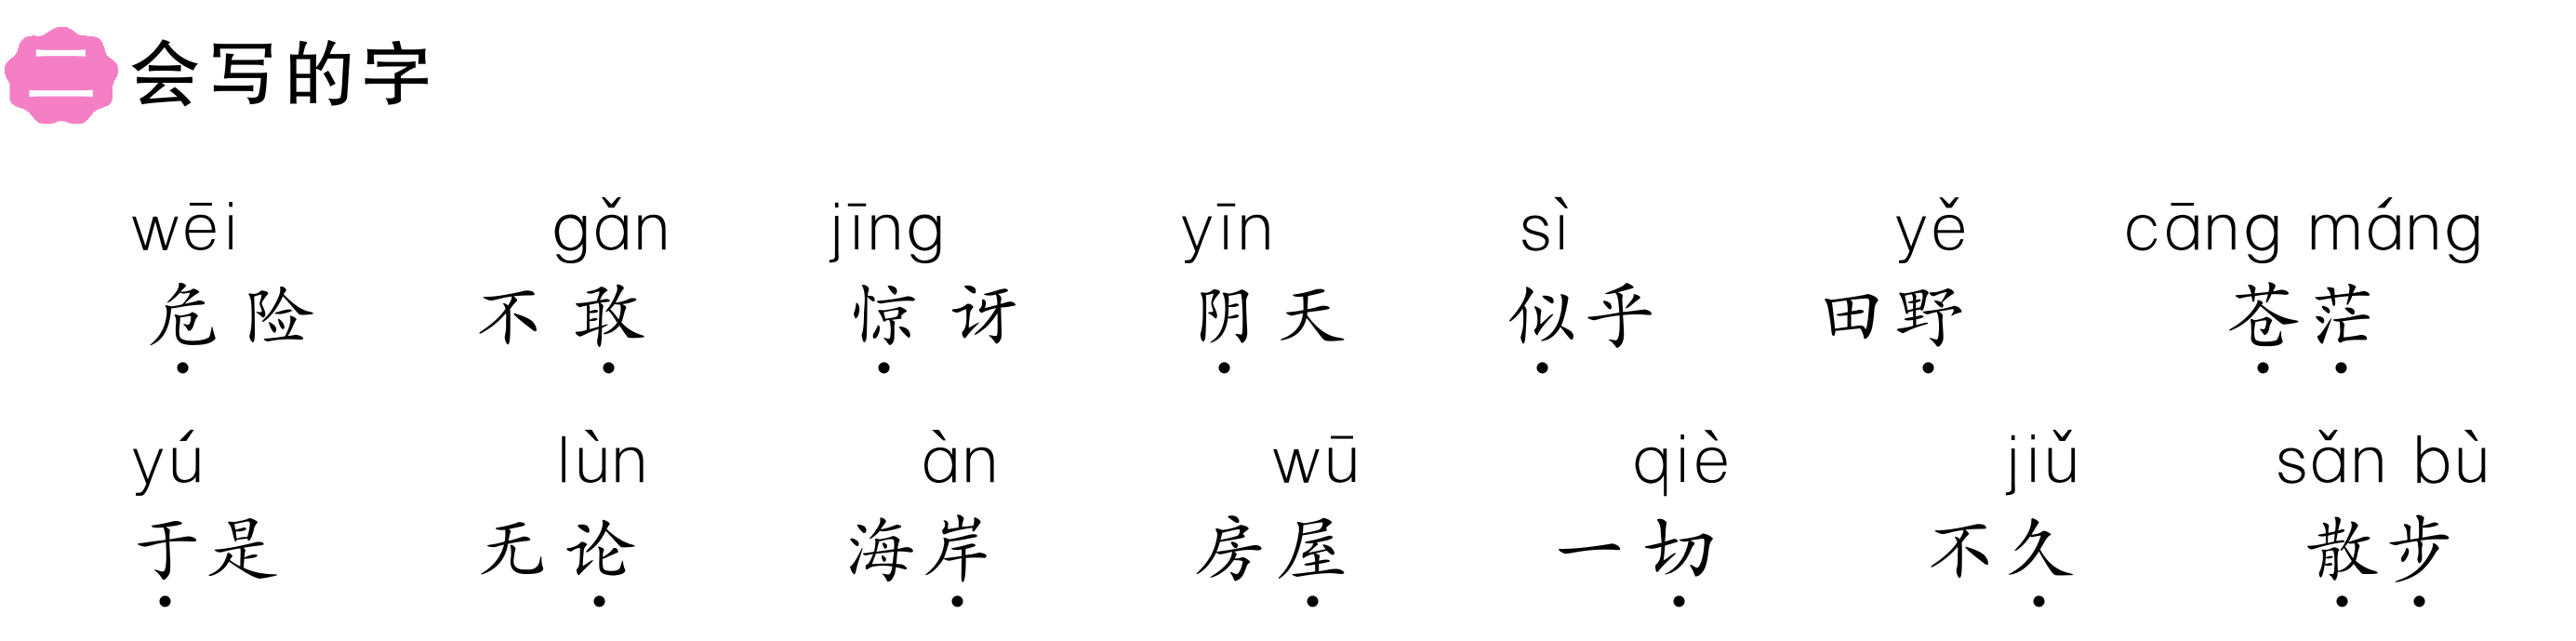 二 会写的字
wēi gǎn jīng yīn sì yě cāng máng
危险 不敢 惊讶 阴天 似乎 田野 苍茫
yú lùn àn wū qiè jiǔ sǎn bù
于是 无论 海岸 房屋 一切 不久 散步